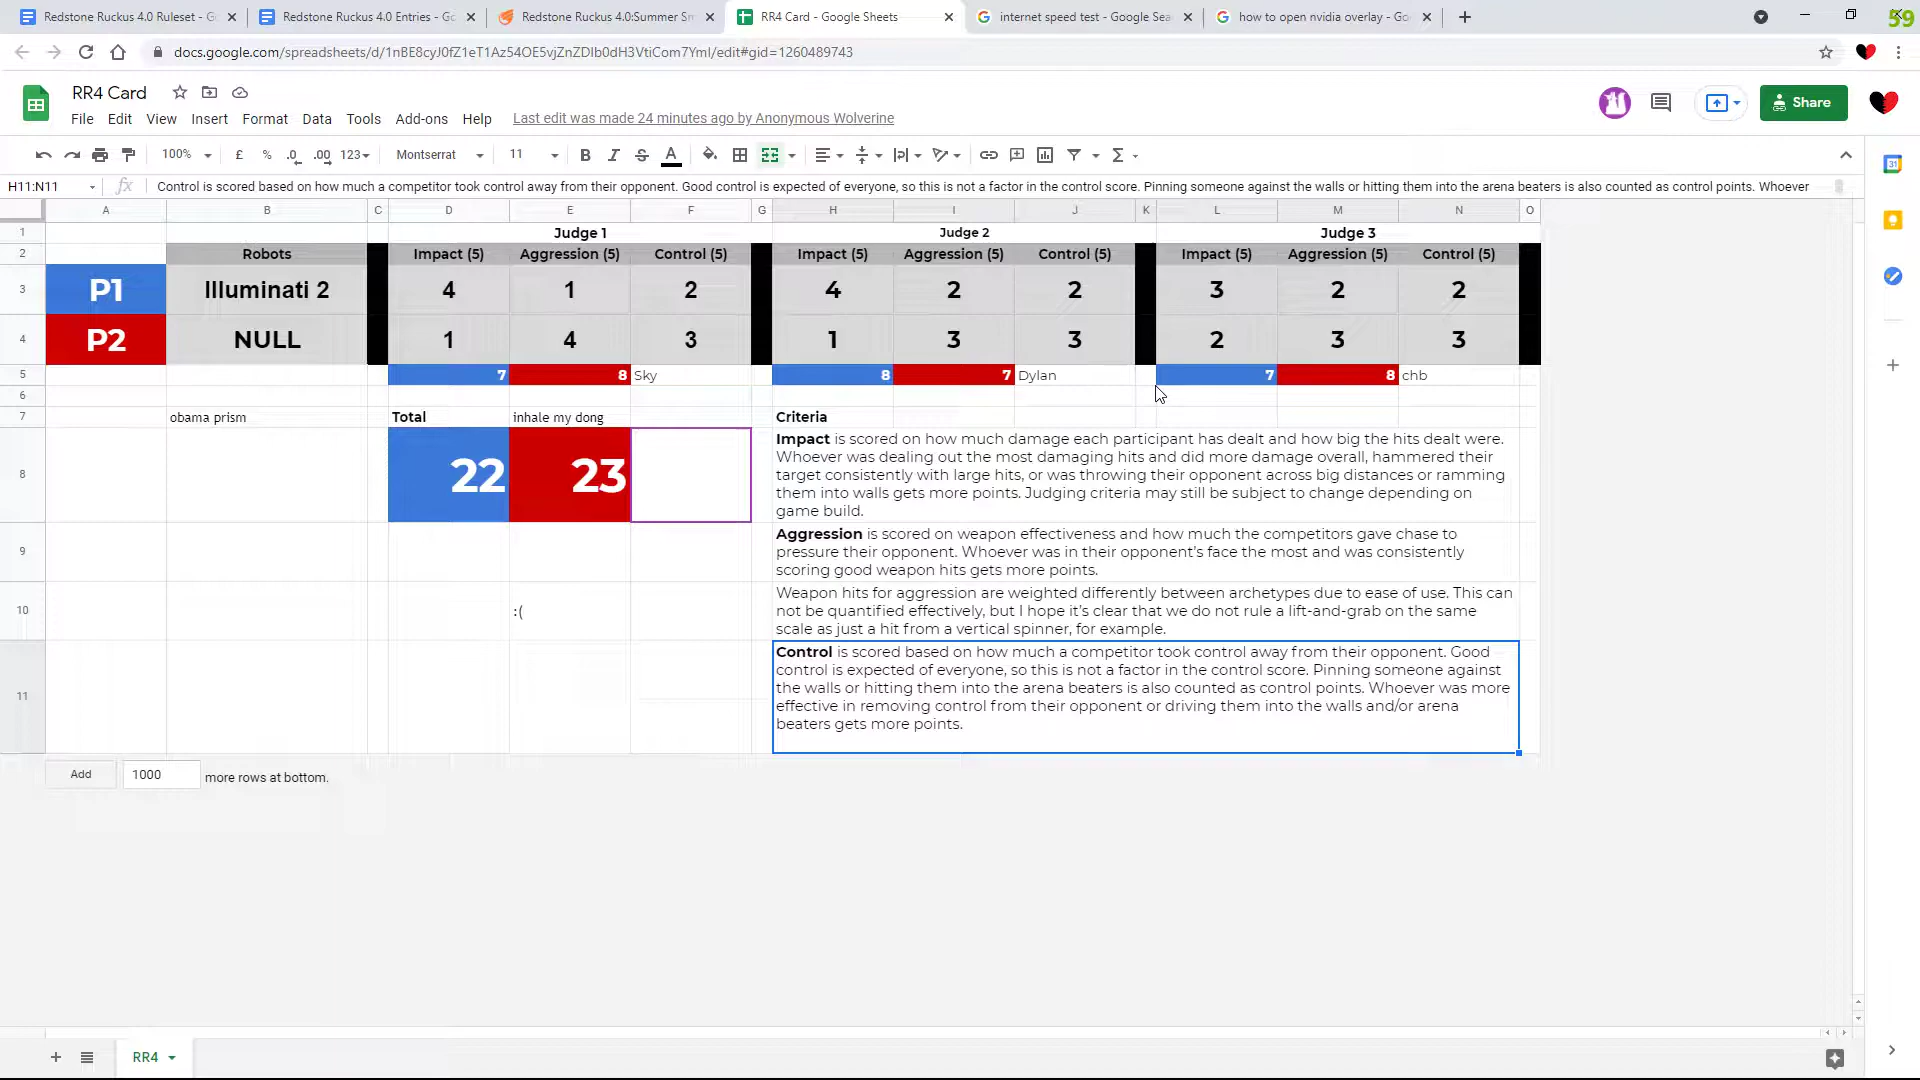 Redstone Ruckus 4.0 Ruleset - G
Redstone Ruckus 4.0 Entries - Go
Redstone Ruckus 4.0:Summer Sm
RR4 Card - Google Sheets
internet speed test - Google Sea
how to open nvidia overlay - Go
59
docs.google.com/spreadsheets/d/1nBE8cyJ0fZ1eT1Az54OE5vjZnZDIb0dH3VtiCom7YmI/edit#gid=1260489743
RR4 Card
File Edit View Insert Format Data Tools Add-ons Help Last edit was made 24 minutes ago by Anonymous Wolverine
Share
100% £ % .0 .00 123 Montserrat 11 B I S A Σ
H11:N11 fx Control is scored based on how much a competitor took control away from their opponent. Good control is expected of everyone, so this is not a factor in the control score. Pinning someone against the walls or hitting them into the arena beaters is also counted as control points. Whoever
A B C D E F G H I J K L M N O
1 Judge 1 Judge 2 Judge 3
2 Robots Impact (5) Aggression (5) Control (5) Impact (5) Aggression (5) Control (5) Impact (5) Aggression (5) Control (5)
3 P1 Illuminati 2 4 1 2 4 2 2 3 2 2
4 P2 NULL 1 4 3 1 3 3 2 3 3
5 7 8 Sky 8 7 Dylan 7 8 chb
6
7 obama prism Total inhale my dong Criteria
8 22 23
Impact is scored on how much damage each participant has dealt and how big the hits dealt were.
Whoever was dealing out the most damaging hits and did more damage overall, hammered their
target consistently with large hits, or was throwing their opponent across big distances or ramming
them into walls gets more points. Judging criteria may still be subject to change depending on
game build.
9
Aggression is scored on weapon effectiveness and how much the competitors gave chase to
pressure their opponent. Whoever was in their opponent's face the most and was consistently
scoring good weapon hits gets more points.
10 :(
Weapon hits for aggression are weighted differently between archetypes due to ease of use. This can
not be quantified effectively, but I hope it's clear that we do not rule a lift-and-grab on the same
scale as just a hit from a vertical spinner, for example.
11
Control is scored based on how much a competitor took control away from their opponent. Good
control is expected of everyone, so this is not a factor in the control score. Pinning someone against
the walls or hitting them into the arena beaters is also counted as control points. Whoever was more
effective in removing control from their opponent or driving them into the walls and/or arena
beaters gets more points.
Add 1000 more rows at bottom.
RR4
31